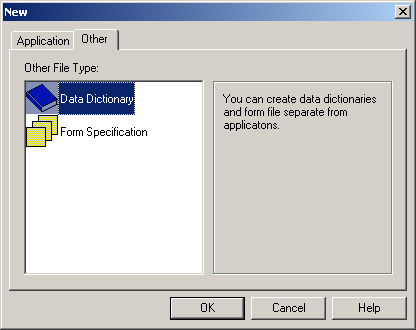 New
Application
Other
Other File Type:
Data Dictionary
Form Specification
You can create data dictionaries
and form file separate from
applicatons.
OK
Cancel
Help